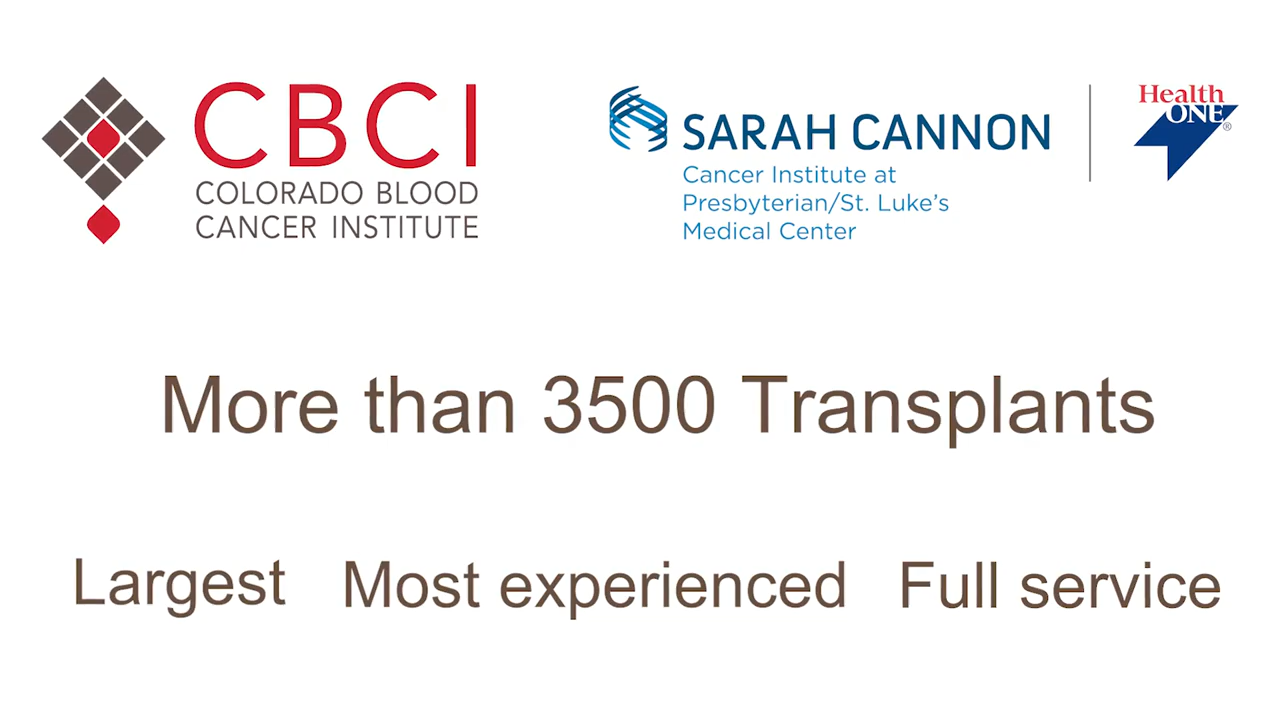 CBCI
COLORADO BLOOD
CANCER INSTITUTE
SARAH CANNON
Cancer Institute at
Presbyterian/St. Luke's
Medical Center
Health
ONE®
More than 3500 Transplants
Largest Most experienced Full service